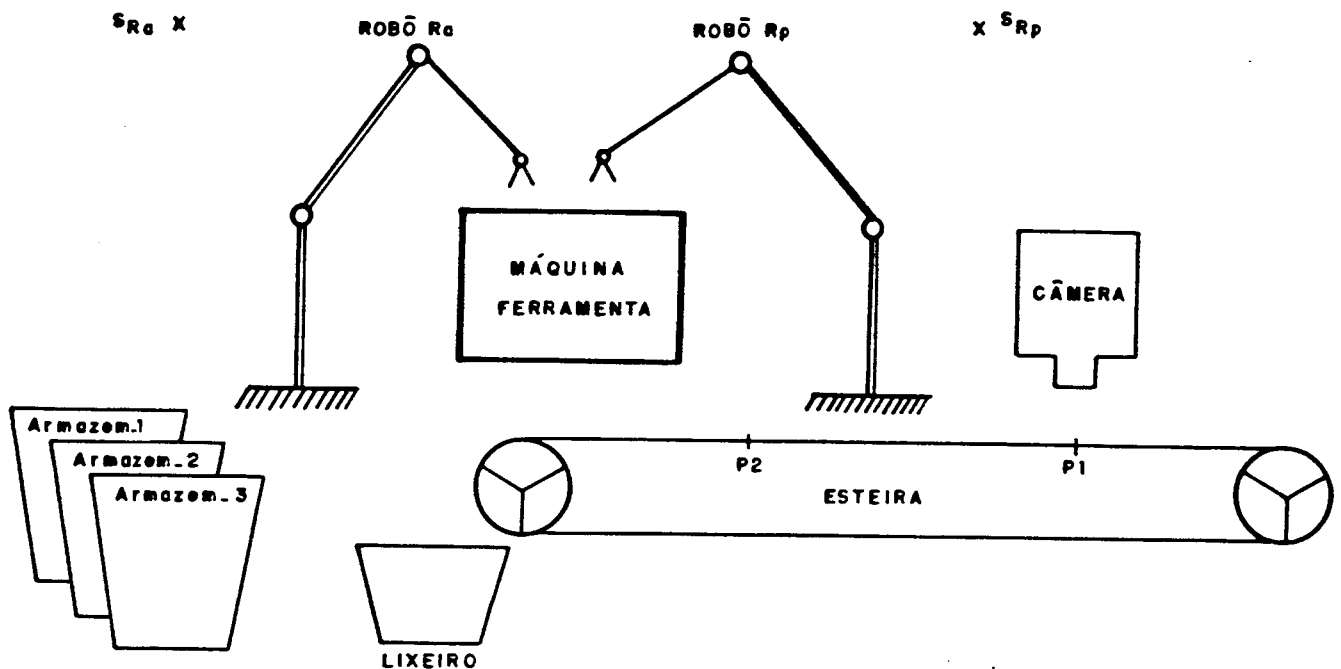 SRa X
ROBÔ Ra
ROBÔ Rp
X SRp
MÁQUINA
FERRAMENTA
CÂMERA
Armazem_1
Armazem_2
Armazem_3
P2
P1
ESTEIRA
LIXEIRO